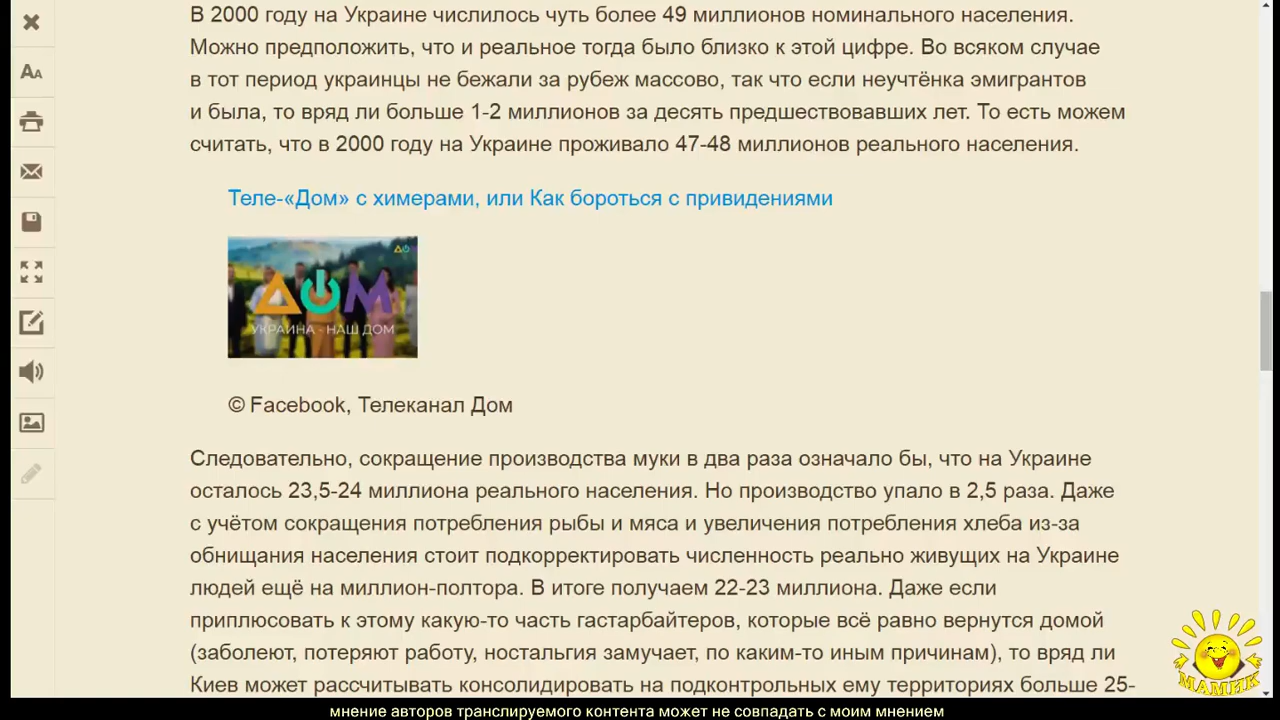 В 2000 году на Украине числилось чуть более 49 миллионов номинального населения.
Можно предположить, что и реальное тогда было близко к этой цифре. Во всяком случае
в тот период украинцы не бежали за рубеж массово, так что если неучтёнка эмигрантов
и была, то вряд ли больше 1-2 миллионов за десять предшествовавших лет. То есть можем
считать, что в 2000 году на Украине проживало 47-48 миллионов реального населения.
Теле-«Дом» с химерами, или Как бороться с привидениями
ДОМ
ДОМ
УКРАИНА - НАШ ДОМ
© Facebook, Телеканал Дом
Следовательно, сокращение производства муки в два раза означало бы, что на Украине
осталось 23,5-24 миллиона реального населения. Но производство упало в 2,5 раза. Даже
с учётом сокращения потребления рыбы и мяса и увеличения потребления хлеба из-за
обнищания населения стоит подкорректировать численность реально живущих на Украине
людей ещё на миллион-полтора. В итоге получаем 22-23 миллиона. Даже если
приплюсовать к этому какую-то часть гастарбайтеров, которые всё равно вернутся домой
(заболеют, потеряют работу, ностальгия замучает, по каким-то иным причинам), то вряд ли
Киев может рассчитывать консолидировать на подконтрольных ему территориях больше 25-
МАМИК
мнение авторов транслируемого контента может не совпадать с моим мнением